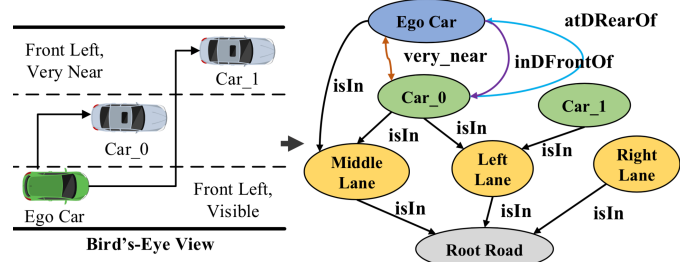 Front Left,
Very Near
Car_1
Car_0
Front Left,
Visible
Ego Car
Bird's-Eye View
Ego Car
atDRearOf
very_near
inDFrontOf
isIn
Car_0
Car_1
isIn
isIn
isIn
Middle
Lane
Left
Lane
Right
Lane
isIn
isIn
isIn
Root Road